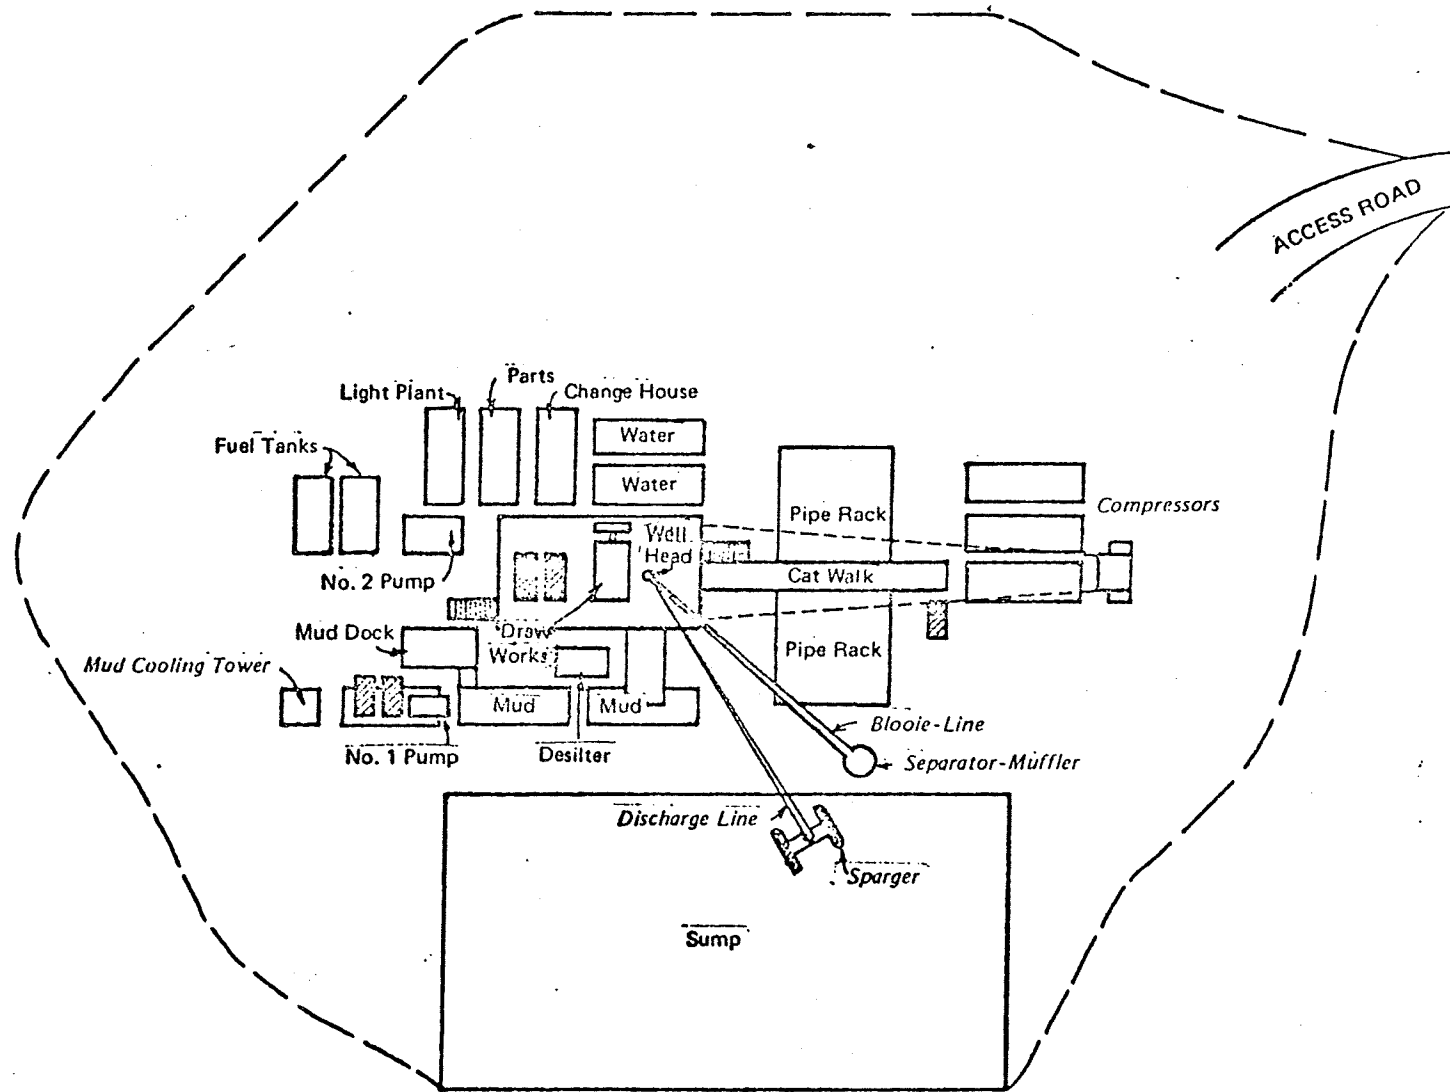 ACCESS ROAD
Parts
Light Plant
Change House
Fuel Tanks
Water
Water
Pipe Rack
Compressors
Well
Head
No. 2 Pump
Cat Walk
Mud Dock
Draw
Works
Pipe Rack
Mud Cooling Tower
Mud
Mud
Blooie-Line
No. 1 Pump
Desilter
Separator-Muffler
Discharge Line
Sparger
Sump